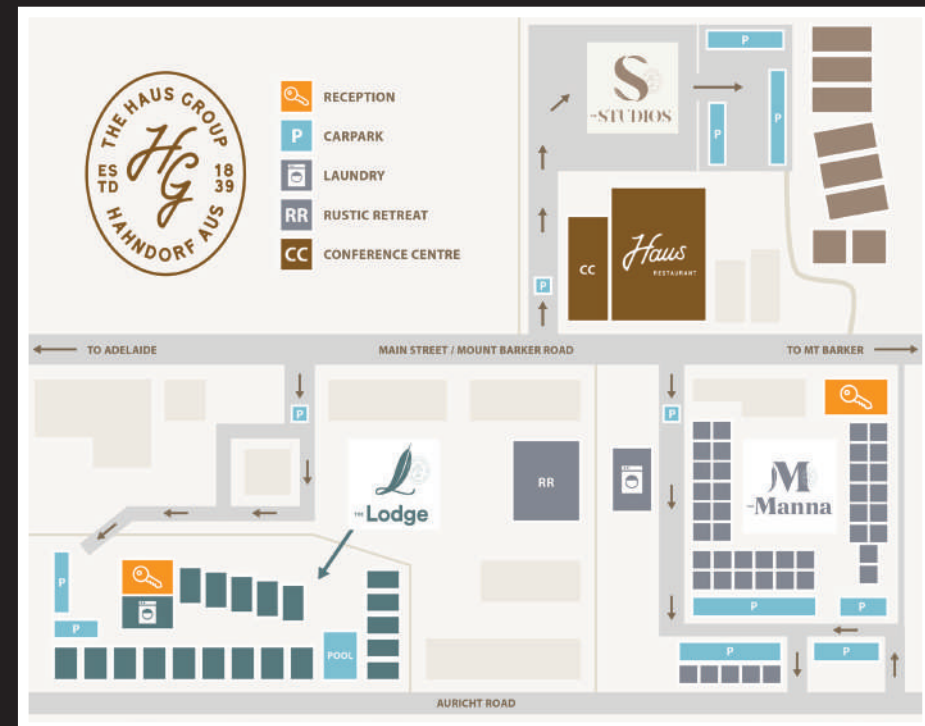 THE HAUS GROUP
ES
TD
HG
18
39
HAHNDORF AUS
RECEPTION
P
CARPARK
LAUNDRY
RR
RUSTIC RETREAT
CC
CONFERENCE CENTRE
P
S
THE STUDIOS
P
P
CC
Haus
RESTAURANT
P
TO ADELAIDE
MAIN STREET / MOUNT BARKER ROAD
TO MT BARKER
P
P
L
THE Lodge
RR
M
THE Manna
P
P
P
P
P
P
POOL
AURICHT ROAD